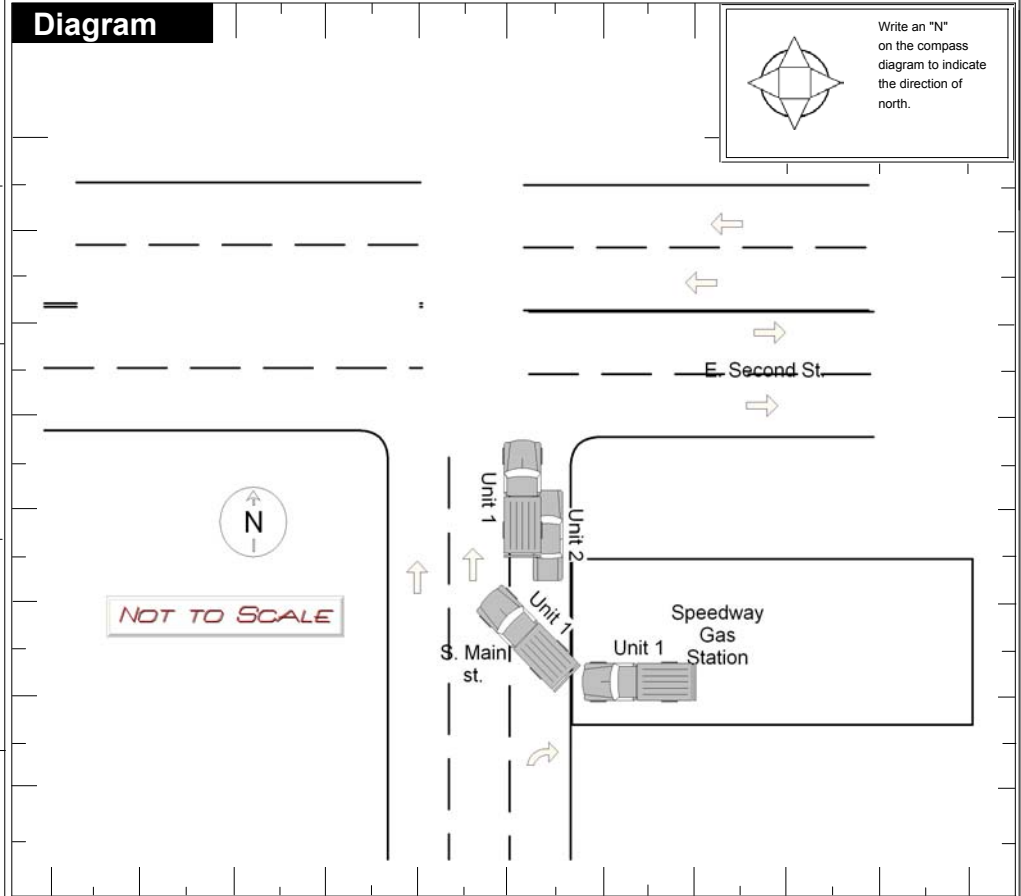 Diagram
Write an "N"
on the compass
diagram to indicate
the direction of
north.
E. Second St.
Unit 1
Unit 2
N
NOT TO SCALE
Unit 1
Speedway
Gas
Station
Unit 1
S. Main
st.